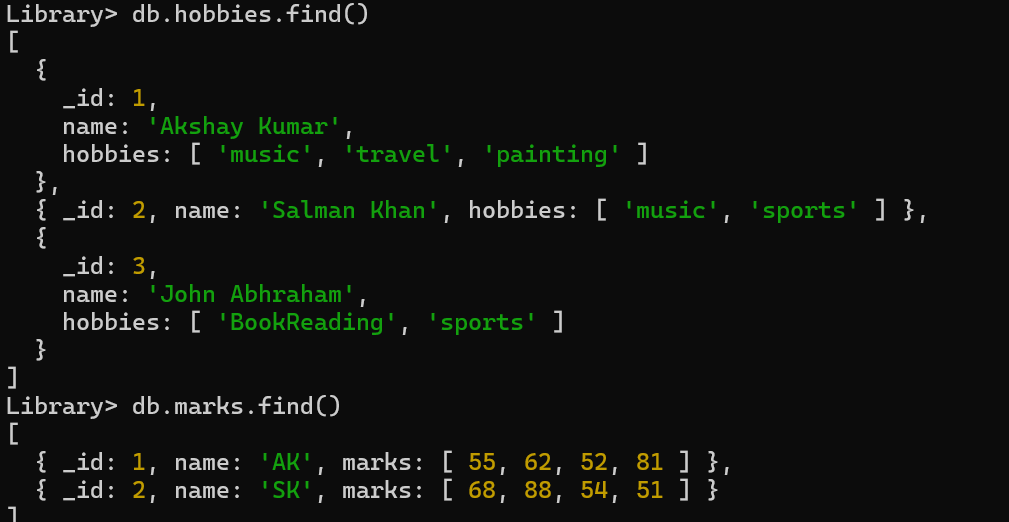 Library> db.hobbies.find()
[
  {
    _id: 1,
    name: 'Akshay Kumar',
    hobbies: [ 'music', 'travel', 'painting' ]
  },
  { _id: 2, name: 'Salman Khan', hobbies: [ 'music', 'sports' ] },
  {
    _id: 3,
    name: 'John Abhraham',
    hobbies: [ 'BookReading', 'sports' ]
  }
]
Library> db.marks.find()
[
  { _id: 1, name: 'AK', marks: [ 55, 62, 52, 81 ] },
  { _id: 2, name: 'SK', marks: [ 68, 88, 54, 51 ] }
]